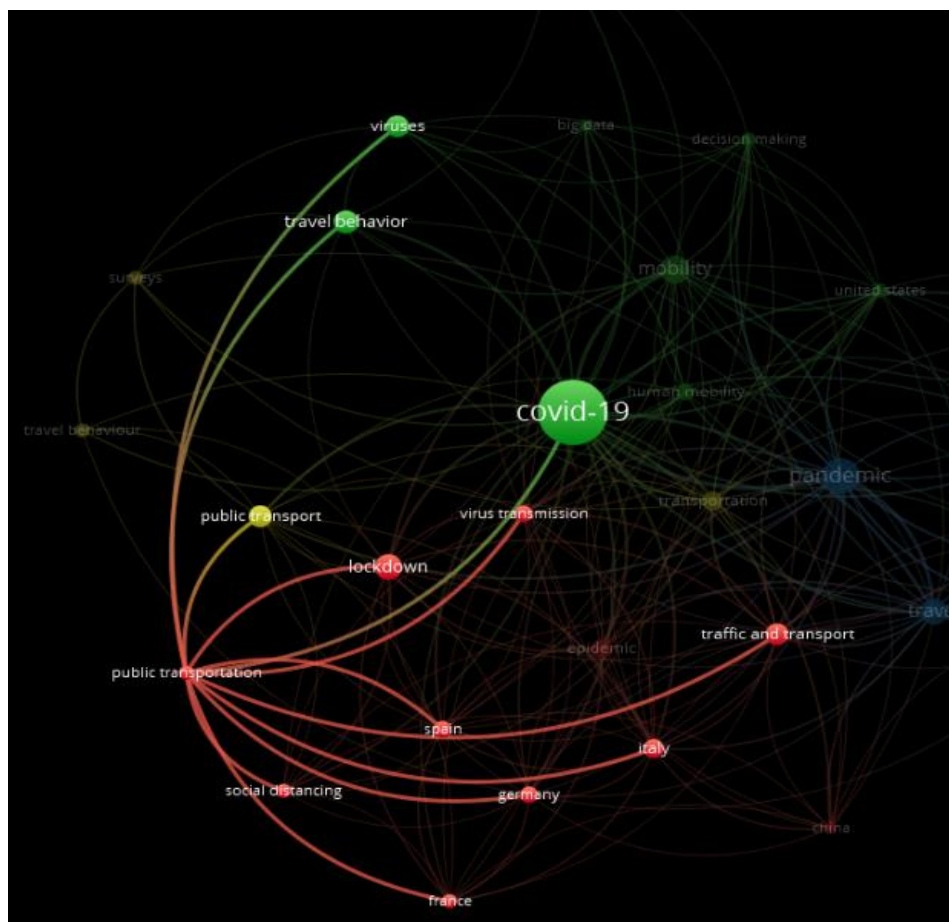 viruses
big data
decision making
travel behavior
surveys
mobility
united states
human mobility
covid-19
travel behaviour
pandemic
transportation
public transport
virus transmission
lockdown
trave
traffic and transport
epidemic
public transportation
spain
italy
social distancing
germany
china
france